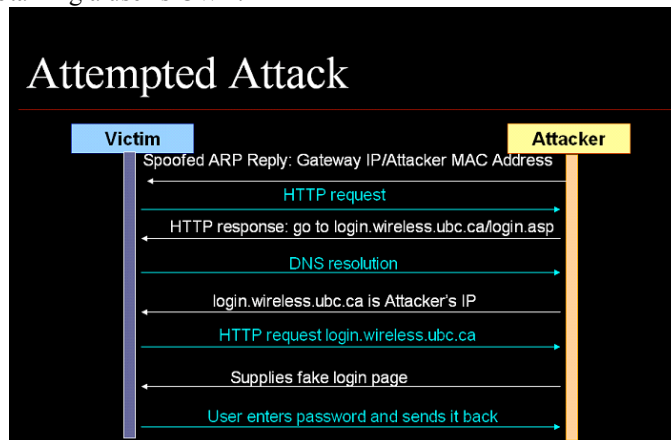 Attempted Attack
Victim
Attacker
Spoofed ARP Reply: Gateway IP/Attacker MAC Address
HTTP request
HTTP response: go to login.wireless.ubc.ca/login.asp
DNS resolution
login.wireless.ubc.ca is Attacker's IP
HTTP request login.wireless.ubc.ca
Supplies fake login page
User enters password and sends it back